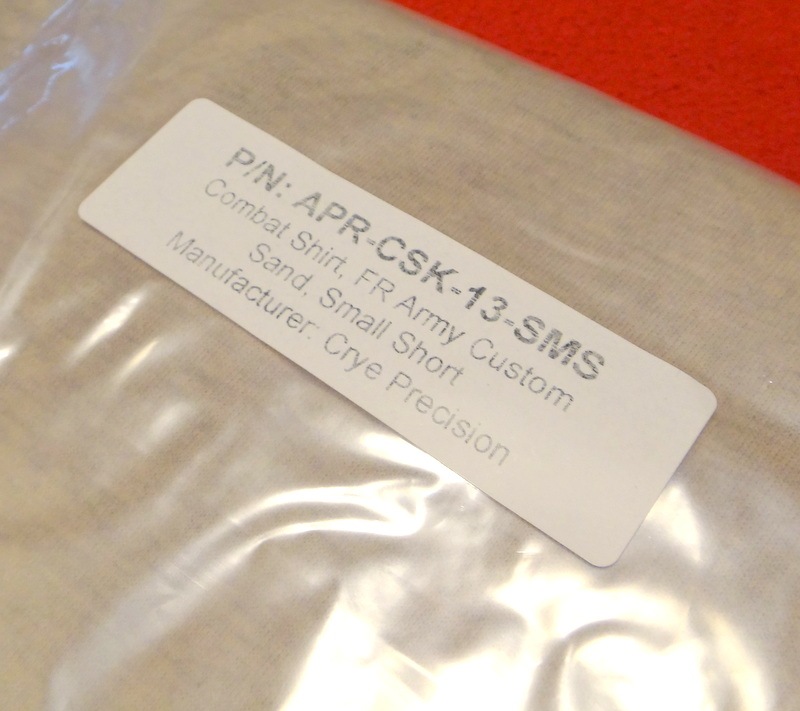 P/N: APR-CSK-13-SMS
Combat Shirt, FR Army Custom
Sand, Small Short
Manufacturer: Crye Precision